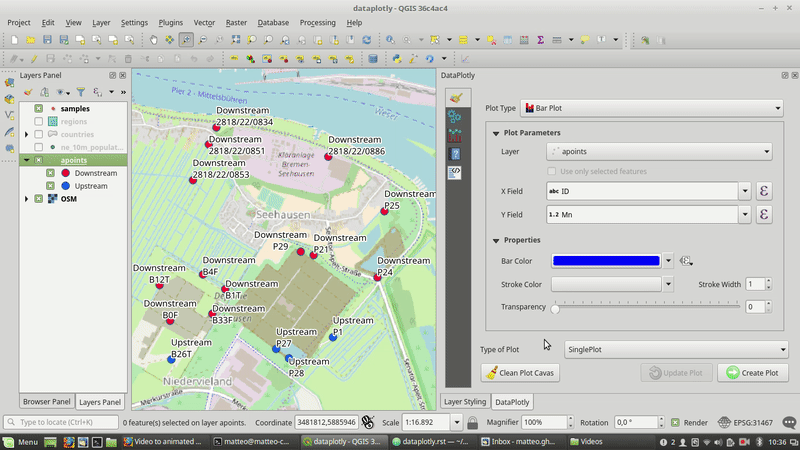 dataplotly - QGIS 36c4ac4
Project Edit View Layer Settings Plugins Vector Raster Database Processing Help
Layers Panel
samples
regions
countries
ne_10m_populat...
apoints
Downstream
Upstream
OSM
Browser Panel Layers Panel
Pier 2 - Mittelsbühren
Weser
Downstream
2818/22/0834
Downstream
2818/22/0851
Downstream
2818/22/0886
Downstream
2818/22/0853
Kläranlage
Bremen-
Seehausen
Downstream
P25
Seehausen
Downstream
P29
Downstream
P21
Downstream
P24
Downstream
B4F
Downstream
B12T
Downstream
B1T
Downstream
B33F
Downstream
B0F
Upstream
P1
Upstream
P27
Upstream
B26T
Upstream
P28
Niedervieland
Merkurstraße
DataPlotly
Plot Type Bar Plot
Plot Parameters
Layer apoints
Use only selected features
X Field abc ID
Y Field 1.2 Mn
Properties
Bar Color
Stroke Color Stroke Width 1
Transparency 0
Type of Plot SinglePlot
Clean Plot Cavas Update Plot Create Plot
Layer Styling DataPlotly
Type to locate (Ctrl+K) 0 feature(s) selected on layer apoints. Coordinate 3481812,5885946 Scale 1:16.892 Magnifier 100% Rotation 0,0 ° Render EPSG:31467
Menu Video to animated ... matteo@matteo-c... dataplotly - QGIS 3... dataplotly.rst — ~/... Inbox - matteo.gh... Videos 2 10:36